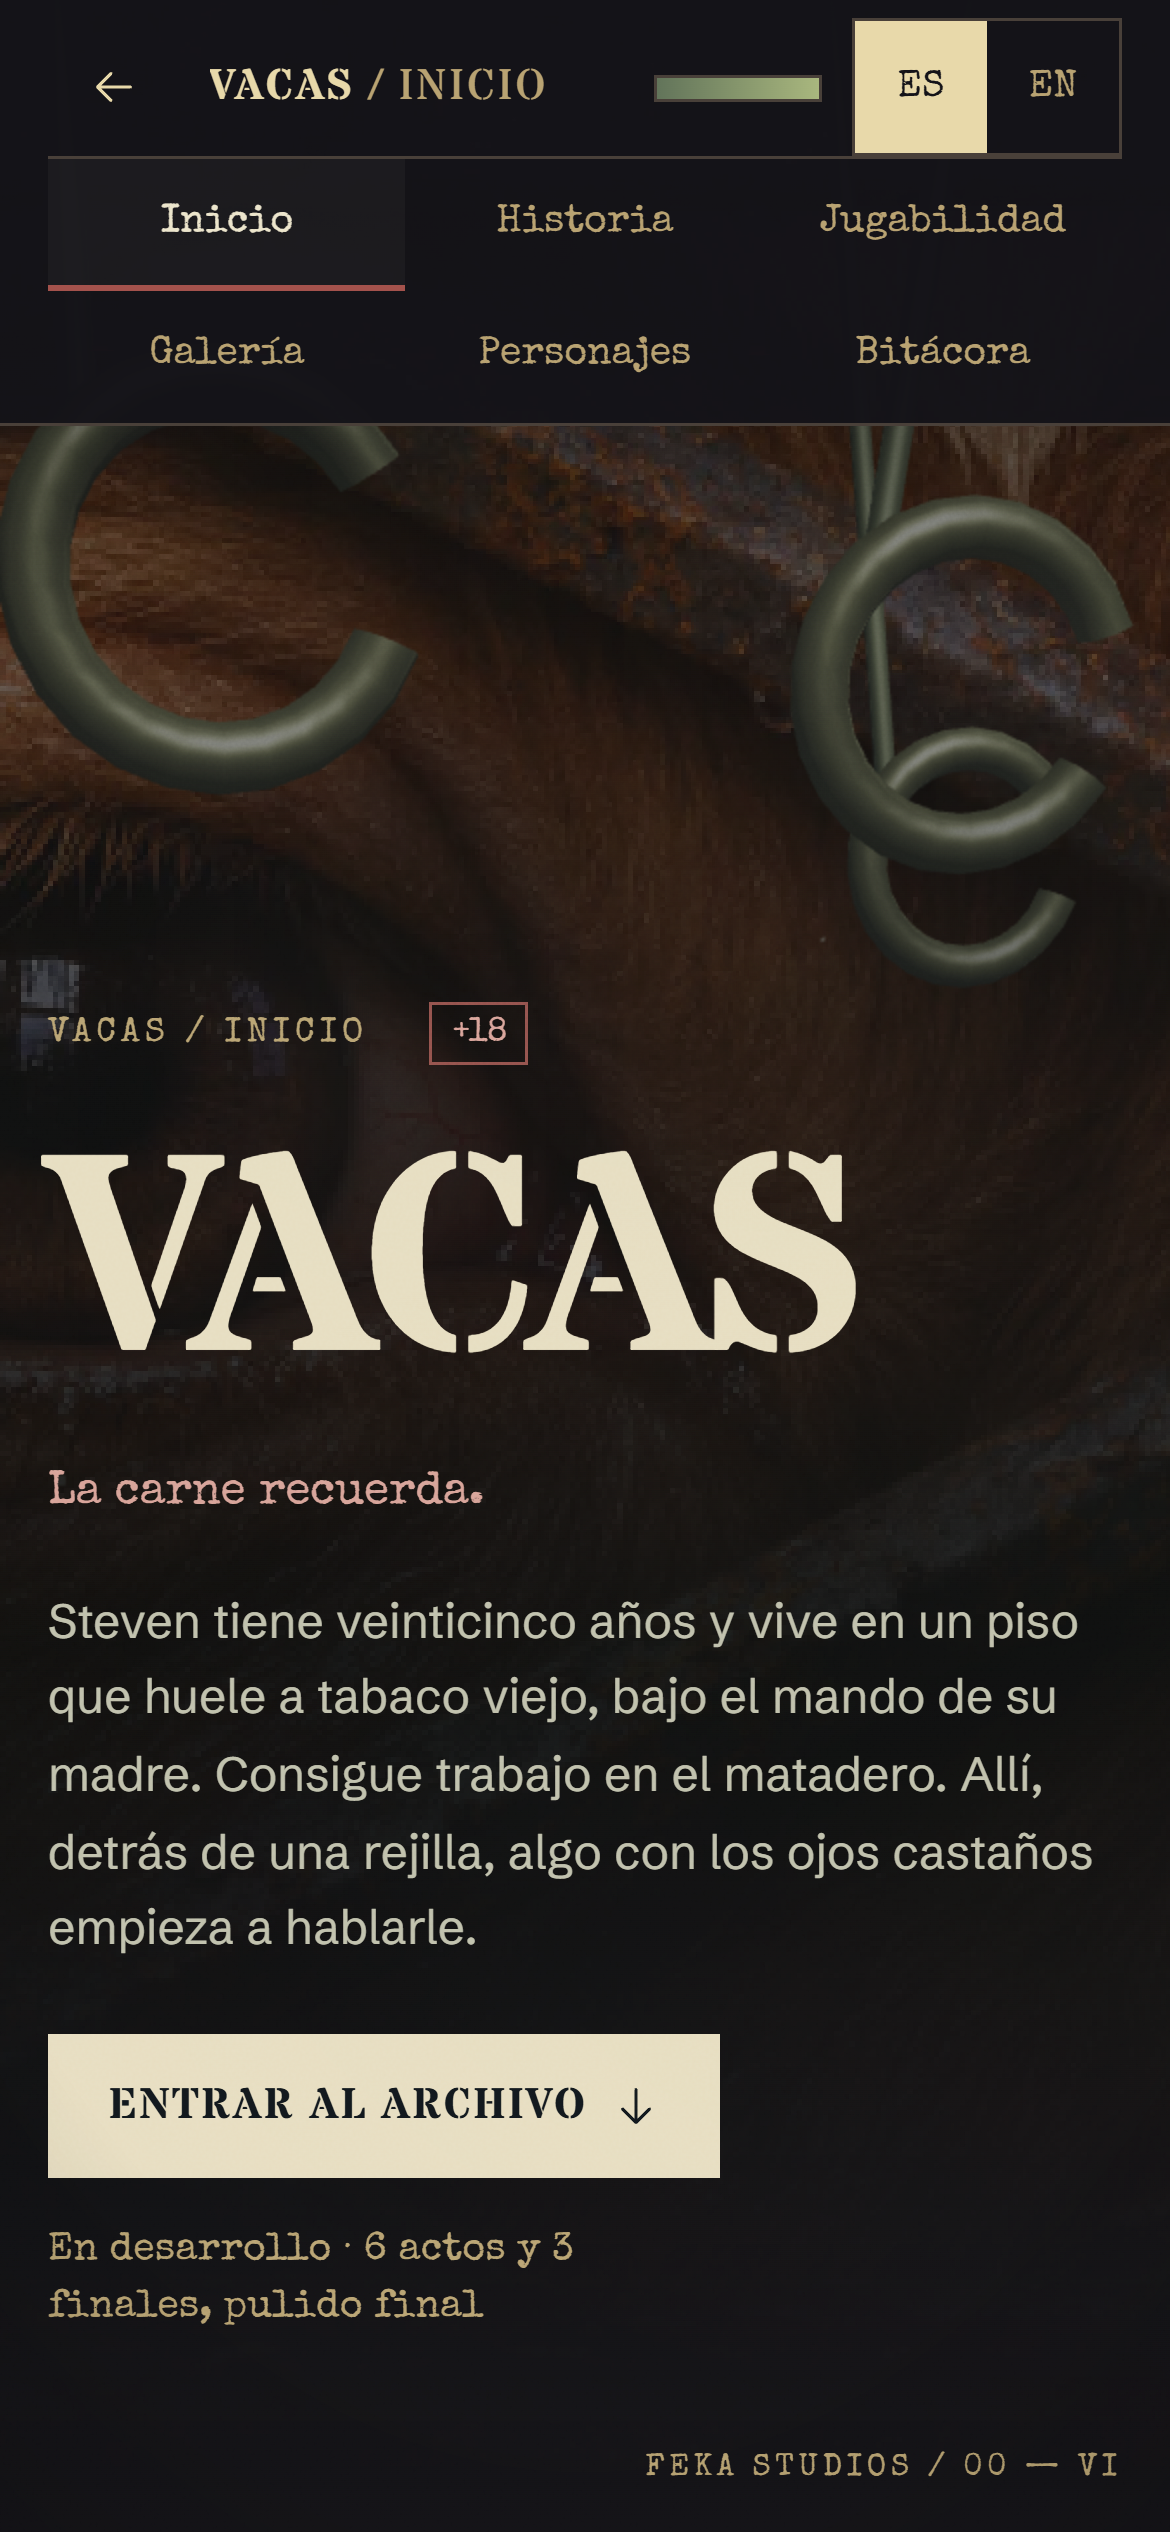 VACAS / INICIO
ES
EN
Inicio
Historia
Jugabilidad
Galería
Personajes
Bitácora
VACAS / INICIO
+18
VACAS
La carne recuerda.
Steven tiene veinticinco años y vive en un piso
que huele a tabaco viejo, bajo el mando de su
madre. Consigue trabajo en el matadero. Allí,
detrás de una rejilla, algo con los ojos castaños
empieza a hablarle.
ENTRAR AL ARCHIVO
En desarrollo · 6 actos y 3
finales, pulido final
FEKA STUDIOS / 00 — VI